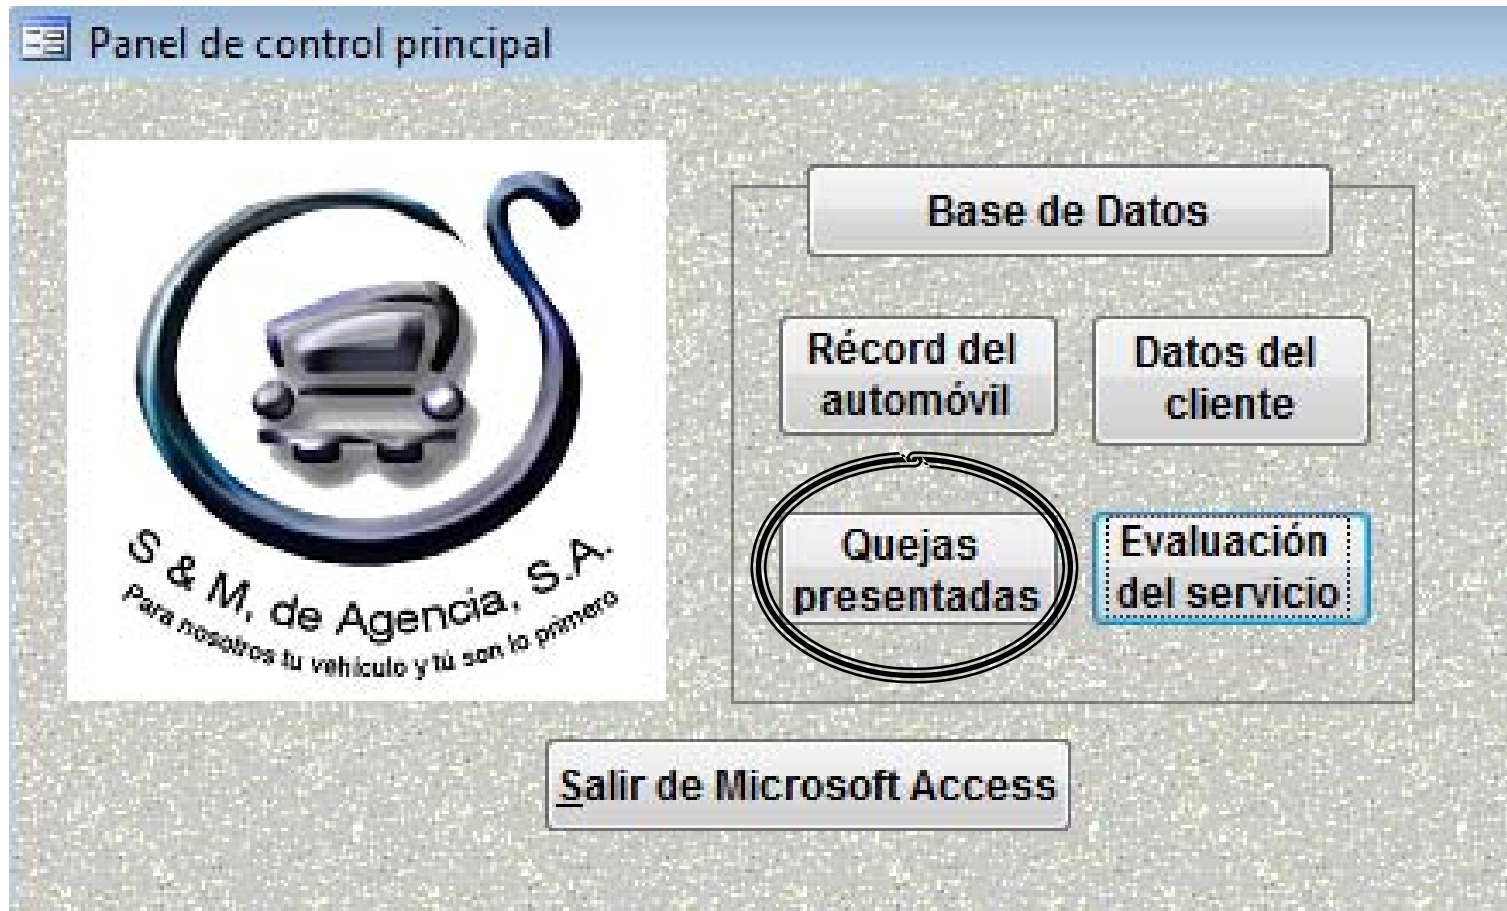 Panel de control principal
S & M, de Agencia, S.A.
Para nosotros tu vehículo y tú son lo primero
Base de Datos
Récord del
automóvil
Datos del
cliente
Quejas
presentadas
Evaluación
del servicio
Salir de Microsoft Access